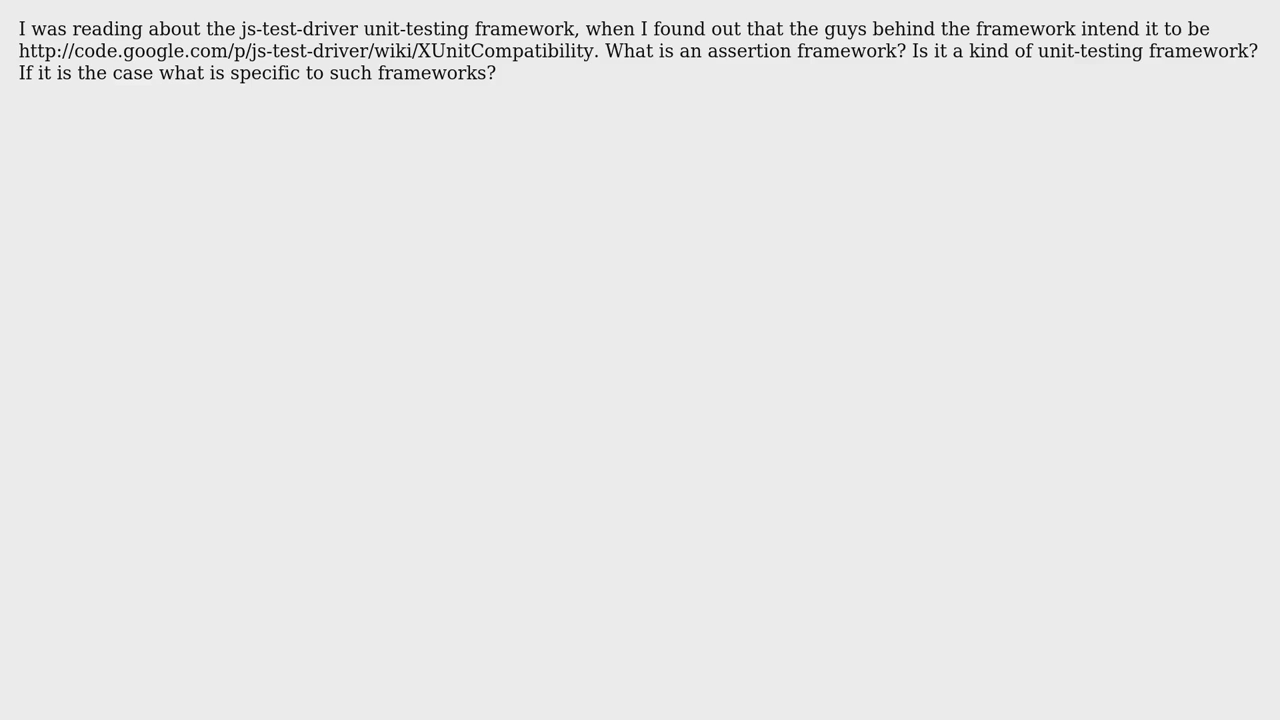 I was reading about the js-test-driver unit-testing framework, when I found out that the guys behind the framework intend it to be
http://code.google.com/p/js-test-driver/wiki/XUnitCompatibility. What is an assertion framework? Is it a kind of unit-testing framework?
If it is the case what is specific to such frameworks?